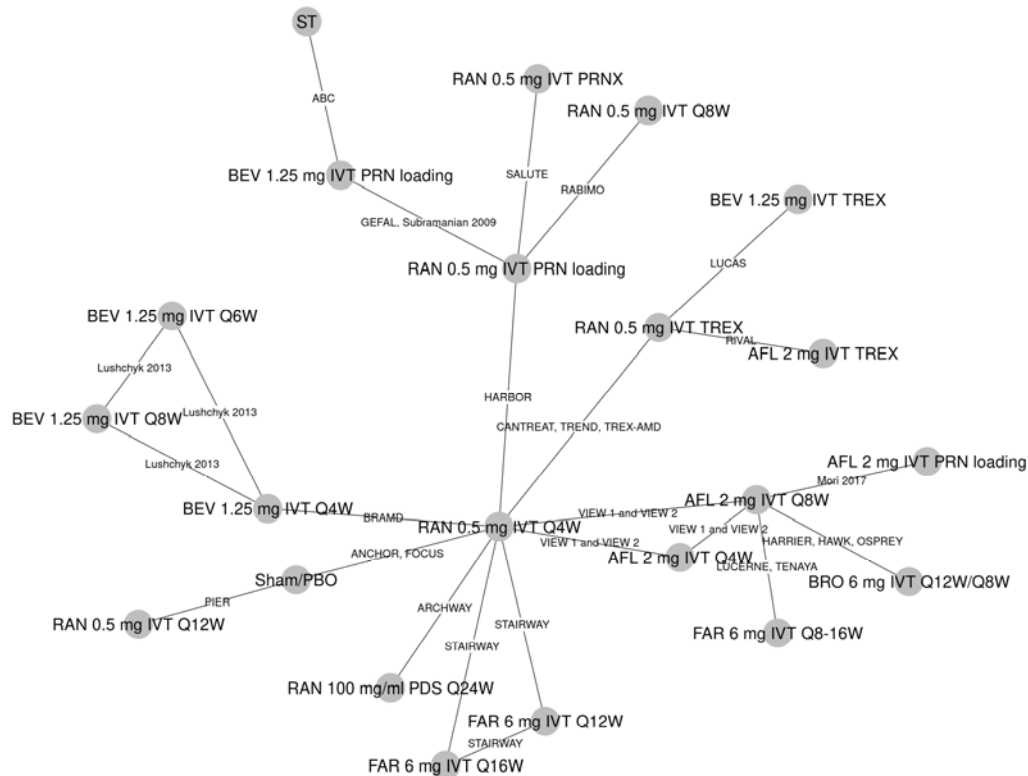 ST
RAN 0.5 mg IVT PRNX
ABC
RAN 0.5 mg IVT Q8W
BEV 1.25 mg IVT PRN loading
SALUTE
RABIMO
BEV 1.25 mg IVT TREX
GEFAL, Subramanian 2009
LUCAS
RAN 0.5 mg IVT PRN loading
BEV 1.25 mg IVT Q6W
RAN 0.5 mg IVT TREX
RIVAL
AFL 2 mg IVT TREX
Lushchyk 2013
HARBOR
BEV 1.25 mg IVT Q8W
Lushchyk 2013
CANTREAT, TREND, TREX-AMD
Lushchyk 2013
AFL 2 mg IVT PRN loading
Mori 2017
AFL 2 mg IVT Q8W
BEV 1.25 mg IVT Q4W
BRAMD
RAN 0.5 mg IVT Q4W
VIEW 1 and VIEW 2
VIEW 1 and VIEW 2
HARRIER, HAWK, OSPREY
VIEW 1 and VIEW 2
ANCHOR, FOCUS
AFL 2 mg IVT Q4W
LUCERNE, TENAYA
Sham/PBO
BRO 6 mg IVT Q12W/Q8W
PIER
ARCHWAY
RAN 0.5 mg IVT Q12W
STAIRWAY
FAR 6 mg IVT Q8-16W
STAIRWAY
RAN 100 mg/ml PDS Q24W
FAR 6 mg IVT Q12W
STAIRWAY
FAR 6 mg IVT Q16W